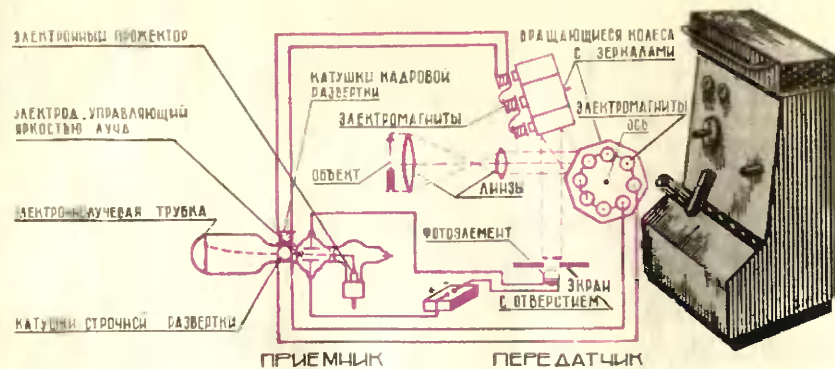 ЭЛЕКТРОННЫЙ ПРОЖЕКТОР
ЭЛЕКТРОД, УПРАВЛЯЮЩИЙ
ЯРКОСТЬЮ ЛУЧА
ЭЛЕКТРОННО-ЛУЧЕВАЯ ТРУБКА
КАТУШКИ СТРОЧНОЙ РАЗВЕРТКИ
КАТУШКИ КАДРОВОЙ
РАЗВЕРТКИ
ЭЛЕКТРОМАГНИТЫ
ОБЪЕКТ
ЛИНЗЫ
ФОТОЭЛЕМЕНТ
ВРАЩАЮЩИЕСЯ КОЛЕСА
С ЗЕРКАЛАМИ
ЭЛЕКТРОМАГНИТЫ
ОСЬ
ЭКРАН
С ОТВЕРСТИЕМ
ПРИЕМНИК
ПЕРЕДАТЧИК